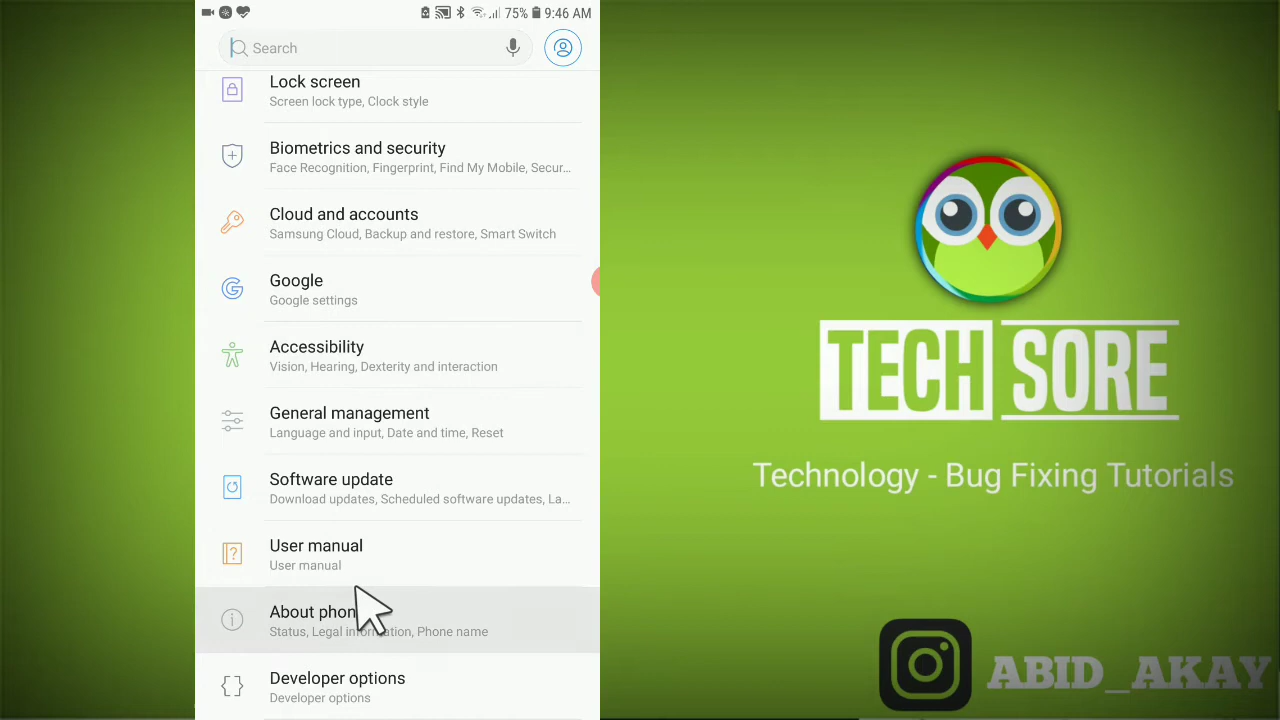 75% 9:46 AM
Search
Lock screen
Screen lock type, Clock style
Biometrics and security
Face Recognition, Fingerprint, Find My Mobile, Secur...
Cloud and accounts
Samsung Cloud, Backup and restore, Smart Switch
Google
Google settings
Accessibility
Vision, Hearing, Dexterity and interaction
General management
Language and input, Date and time, Reset
Software update
Download updates, Scheduled software updates, La...
User manual
User manual
About phon
Status, Legal information, Phone name
Developer options
Developer options
TECH SORE
Technology - Bug Fixing Tutorials
ABID_AKAY